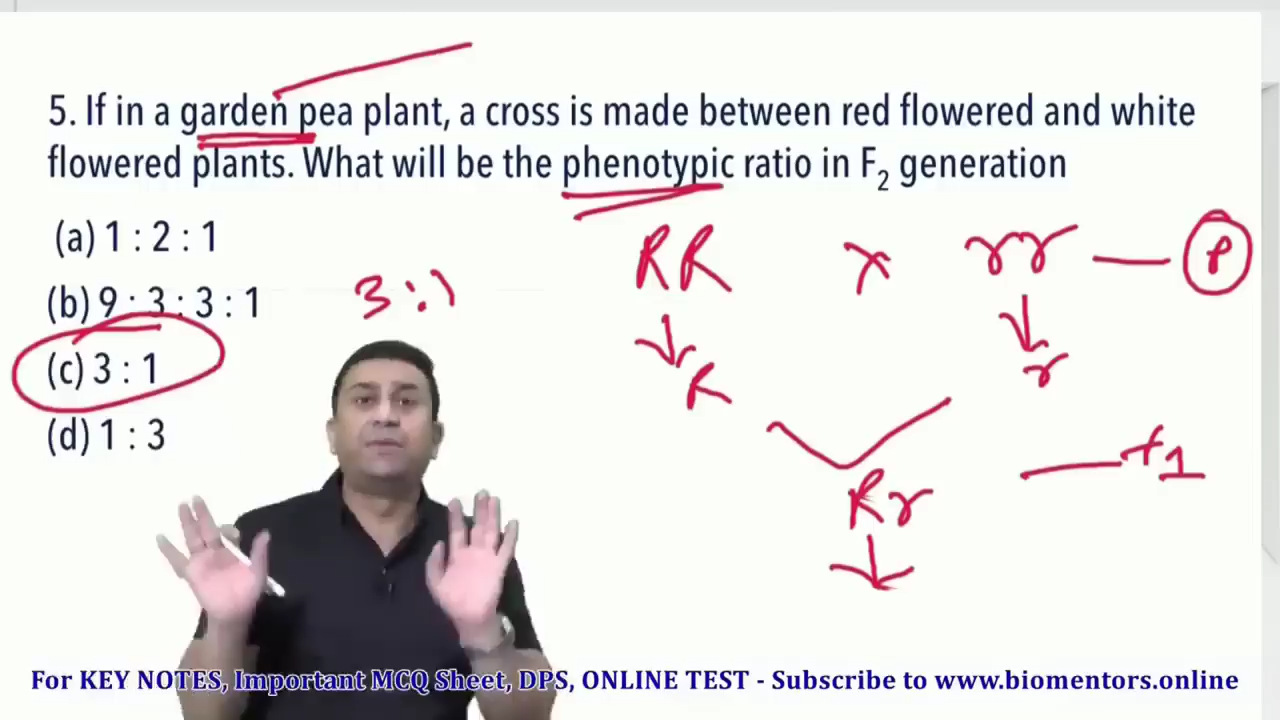 5. If in a garden pea plant, a cross is made between red flowered and white
flowered plants. What will be the phenotypic ratio in F₂ generation
(a) 1 : 2 : 1
(b) 9 : 3 : 3 : 1
(c) 3 : 1
(d) 1 : 3
3:1
RR x rr — P
R r
Rr — F1
For KEY NOTES, Important MCQ Sheet, DPS, ONLINE TEST - Subscribe to www.biomentors.online